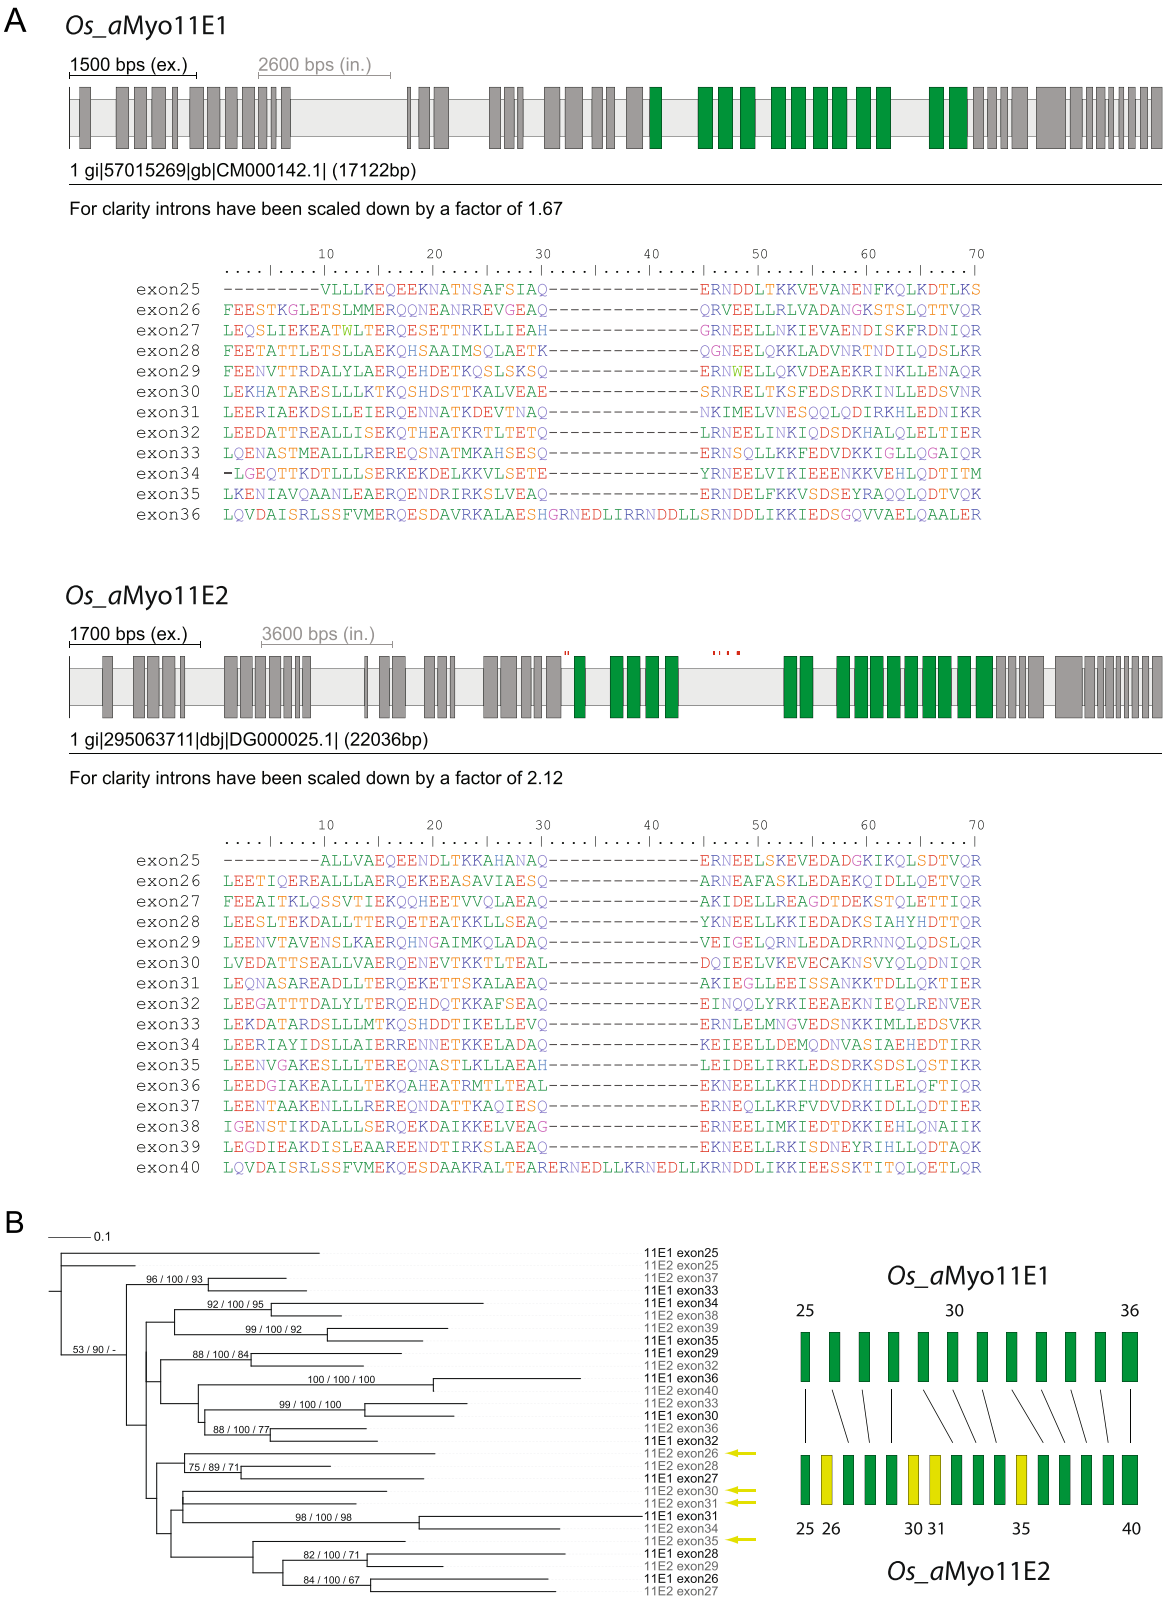 A
Os_aMyo11E1
1500 bps (ex.) 2600 bps (in.)
1 gi|57015269|gb|CM000142.1| (17122bp)
For clarity introns have been scaled down by a factor of 1.67
10 20 30 40 50 60 70
exon25 ---------VLLLKEQEEKNATNSAFSIAQ--------------ERNDDLTKKVEVANENFKQLKDTLKS
exon26 FEESTKGLETSLMMERQQNEANRREVGEAQ--------------QRVEELLRLVADANGKSTSLQTTVQR
exon27 LEQSLIEKEATWLTERQESETTNKLLIEAH--------------GRNEELLNKIEVAENDISKFRDNIQR
exon28 FEETATTLETSLLAEKQHSAAIMSQLAETK--------------QGNEELQKKLADVNRTNDILQDSLKR
exon29 FEENVTTRDALYLAERQEHDETKQSLSKSQ--------------ERNWELLQKVDEAEKRINKLLENAQR
exon30 LEKHATARESLLLKTKQSHDSTTKALVEAE--------------SRNRELTKSFEDSDRKINLLEDSVNR
exon31 LEERIAEKDSLLEIERQENNATKDEVTNAQ--------------NKIMELVNESQQLQDIRKHLEDNIKR
exon32 LEEDATTREALLISEKQTHEATKRTLTETQ--------------LRNEELINKIQDSDKHALQLELTIER
exon33 LQENASTMEALLLREREQSNATMKAHSESQ--------------ERNSQLLKKFEDVDKKIGLLQGAIQR
exon34 -LGEQTTKDTLLLSERKEKDELKKVLSETE--------------YRNEELVIKIEEENKKVEHLQDTITM
exon35 LKENIAVQAANLEAERQENDRIRKSLVEAQ--------------ERNDELFKKVSDSEYRAQQLQDTVQK
exon36 LQVDAISRLSSFVMERQESDAVRKALAESHGRNEDLIRRNDDLLSRNDDLIKKIEDSGQVVAELQAALER
Os_aMyo11E2
1700 bps (ex.) 3600 bps (in.)
1 gi|295063711|dbj|DG000025.1| (22036bp)
For clarity introns have been scaled down by a factor of 2.12
10 20 30 40 50 60 70
exon25 ---------ALLVAEQEENDLTKKAHANAQ--------------ERNEELSKEVEDADGKIKQLSDTVQR
exon26 LEETIQEREALLLAERQEKEEASAVIAESQ--------------ARNEAFASKLEDAEKQIDLLQETVQR
exon27 FEEAITKLQSSVTIEKQQHEETVVQLAEAQ--------------AKIDELLREAGDTDEKSTQLETTIQR
exon28 LEESLTEKDALLTTERQETEATKKLLSEAQ--------------YKNEELLKKIEDADKSIAHYHDTTQR
exon29 LEENVTAVENSLKAERQHNGAIMKQLADAQ--------------VEIGELQRNLEDADRRNNQLQDSLQR
exon30 LVEDATTSEALLVAERQENEVTKKTLTEAL--------------DQIEELVKEVECAKNSVYQLQDNIQR
exon31 LEQNASAREADLLTERQEKETTSKALAEAQ--------------AKIEGLLEEISSANKKTDLLQKTIER
exon32 LEEGATTTDALYLTERQEHDQTKKAFSEAQ--------------EINQQLYRKIEEAEKNIEQLRENVER
exon33 LEKDATARDSLLLMTKQSHDDTIKELLEVQ--------------ERNLELMNGVEDSNKKIMLLEDSVKR
exon34 LEERIAYIDSLLAIERRENNETKKELADAQ--------------KEIEELLDEMQDNVASIAEHEDTIRR
exon35 LEENVGAKESLLLTEREQNASTLKLLAEAH--------------LEIDELIRKLEDSDRKSDSLQSTIKR
exon36 LEEDGIAKEALLLTEKQAHEATRMTLTEAL--------------EKNEELLKKIHDDDKHILELQFTIQR
exon37 LEENTAAKENLLLREREQNDATTKAQIESQ--------------ERNEQLLKRFVDVDRKIDLLQDTIER
exon38 IGENSTIKDALLLSERQEKDAIKKELVEAG--------------ERNEELIMKIEDTDKKIEHLQNAIIK
exon39 LEGDIEAKDISLEAAREENDTIRKSLAEAQ--------------EKNEELLRKISDNEYRIHLLQDTAQK
exon40 LQVDAISRLSSFVMEKQESDAAKRALTEARERNEDLLKRNEDLLKRNDDLIKKIEESSKTITQLQETLQR
B
0.1
11E1 exon25
11E2 exon25
96 / 100 / 93 11E2 exon37
11E1 exon33
92 / 100 / 95 11E1 exon34
11E2 exon38
99 / 100 / 92 11E2 exon39
11E1 exon35
53 / 90 / - 88 / 100 / 84 11E1 exon29
11E2 exon32
100 / 100 / 100 11E1 exon36
11E2 exon40
99 / 100 / 100 11E2 exon33
11E1 exon30
88 / 100 / 77 11E2 exon36
11E1 exon32
11E2 exon26
75 / 89 / 71 11E2 exon28
11E1 exon27
11E2 exon30
11E2 exon31
98 / 100 / 98 11E1 exon31
11E2 exon34
11E2 exon35
82 / 100 / 71 11E1 exon28
11E2 exon29
84 / 100 / 67 11E1 exon26
11E2 exon27
Os_aMyo11E1
25 30 36
25 26 30 31 35 40
Os_aMyo11E2